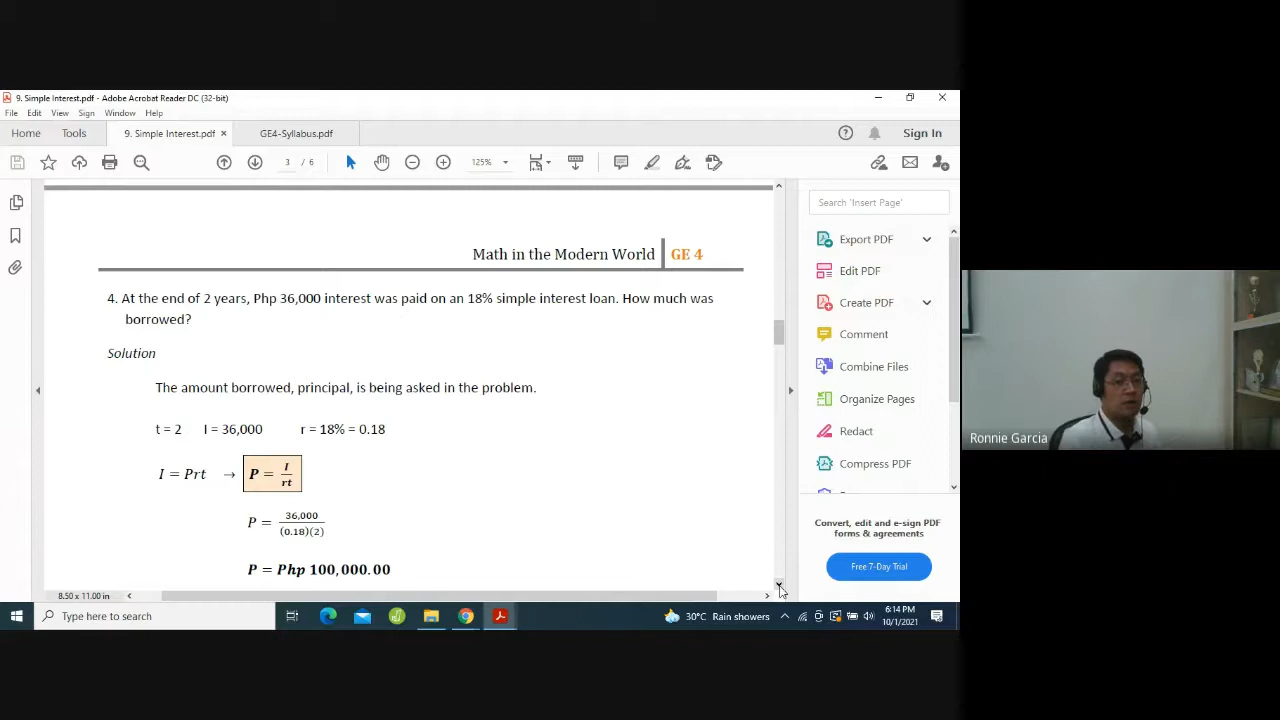 9. Simple Interest.pdf - Adobe Acrobat Reader DC (32-bit)
File Edit View Sign Window Help
Home Tools 9. Simple Interest.pdf × GE4-Syllabus.pdf Sign In
3 / 6 125%
Search 'Insert Page'
Export PDF
Edit PDF
Create PDF
Comment
Combine Files
Organize Pages
Redact
Compress PDF
Convert, edit and e-sign PDF
forms & agreements
Free 7-Day Trial
Math in the Modern World GE 4
4. At the end of 2 years, Php 36,000 interest was paid on an 18% simple interest loan. How much was
borrowed?
Solution
The amount borrowed, principal, is being asked in the problem.
t = 2 I = 36,000 r = 18% = 0.18
I = Prt → P = I/rt
P = 36,000/(0.18)(2)
P = Php 100,000.00
8.50 x 11.00 in
Type here to search
30°C Rain showers
6:14 PM
10/1/2021
Ronnie Garcia